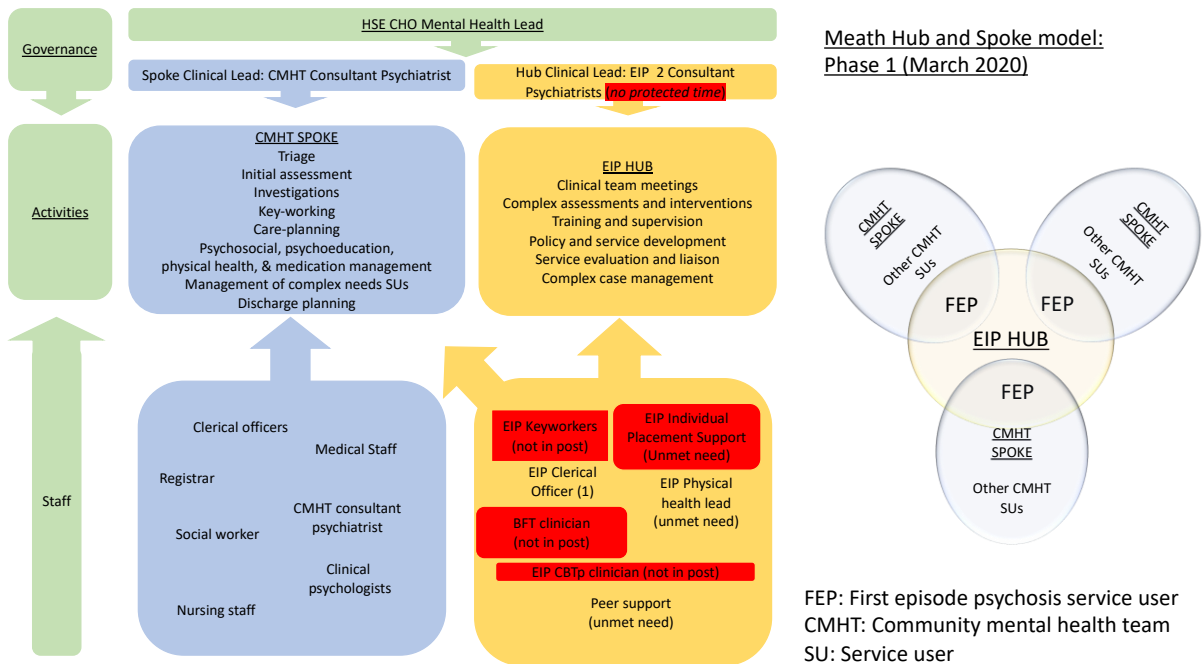 HSE CHO Mental Health Lead
Governance
Spoke Clinical Lead: CMHT Consultant Psychiatrist
Hub Clinical Lead: EIP 2 Consultant
Psychiatrists (no protected time)
Meath Hub and Spoke model:
Phase 1 (March 2020)
Activities
CMHT SPOKE
Triage
Initial assessment
Investigations
Key-working
Care-planning
Psychosocial, psychoeducation,
physical health, & medication management
Management of complex needs SUs
Discharge planning
EIP HUB
Clinical team meetings
Complex assessments and interventions
Training and supervision
Policy and service development
Service evaluation and liaison
Complex case management
Staff
Clerical officers
Medical Staff
Registrar
CMHT consultant
psychiatrist
Social worker
Clinical
psychologists
Nursing staff
EIP Keyworkers
(not in post)
EIP Individual
Placement Support
(Unmet need)
EIP Clerical
Officer (1)
EIP Physical
health lead
(unmet need)
BFT clinician
(not in post)
EIP CBTp clinician (not in post)
Peer support
(unmet need)
CMHT
SPOKE
Other CMHT
SUs
CMHT
SPOKE
Other CMHT
SUs
FEP
FEP
EIP HUB
FEP
CMHT
SPOKE
Other CMHT
SUs
FEP: First episode psychosis service user
CMHT: Community mental health team
SU: Service user